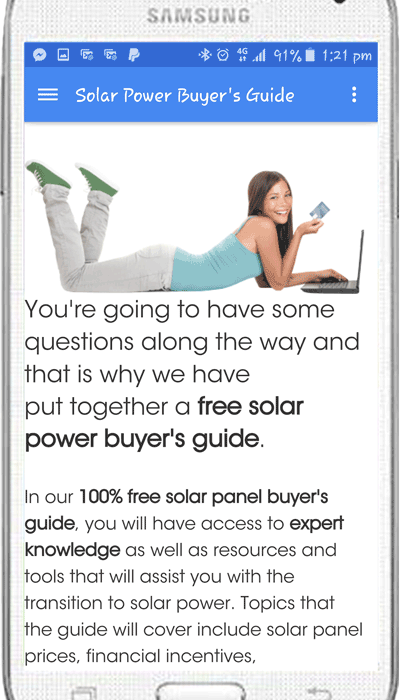 SAMSUNG
4G 91% 1:21 pm
Solar Power Buyer's Guide
You're going to have some
questions along the way and
that is why we have
put together a free solar
power buyer's guide.
In our 100% free solar panel buyer's
guide, you will have access to expert
knowledge as well as resources and
tools that will assist you with the
transition to solar power. Topics that
the guide will cover include solar panel
prices, financial incentives,